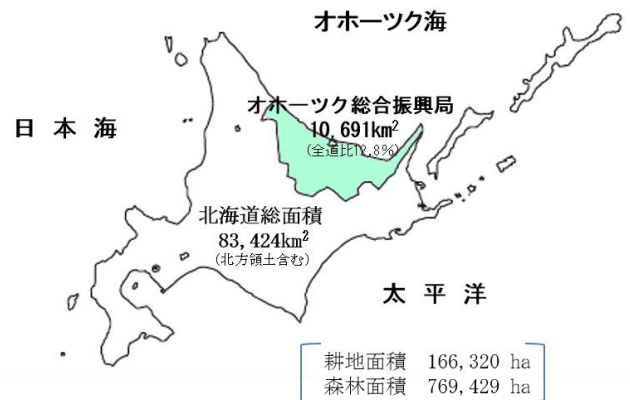 オホーツク海
オホーツク総合振興局
10,691km²
(全道比12.8%)
日本海
北海道総面積
83,424km²
(北方領土含む)
太平洋
耕地面積 166,320 ha
森林面積 769,429 ha